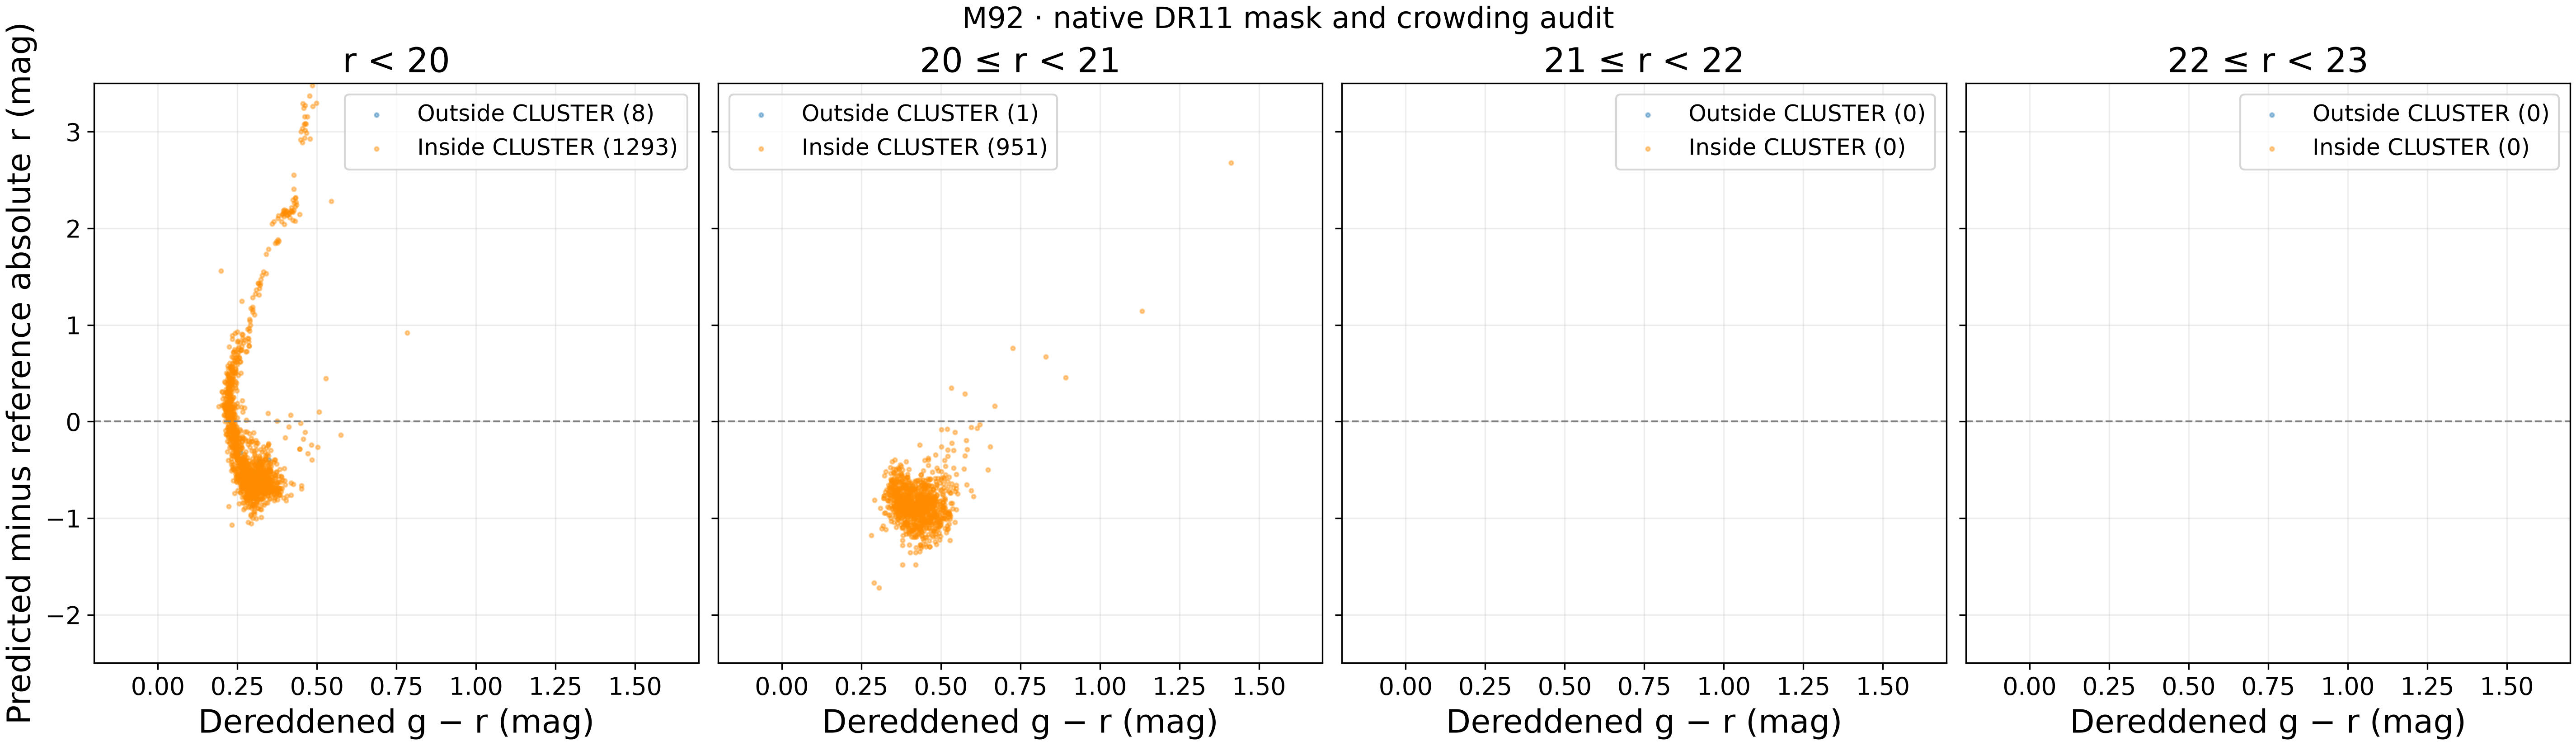 M92 · native DR11 mask and crowding audit
r < 20
20 ≤ r < 21
21 ≤ r < 22
22 ≤ r < 23
Predicted minus reference absolute r (mag)
3
2
1
0
−1
−2
Outside CLUSTER (8)
Inside CLUSTER (1293)
Outside CLUSTER (1)
Inside CLUSTER (951)
Outside CLUSTER (0)
Inside CLUSTER (0)
Outside CLUSTER (0)
Inside CLUSTER (0)
0.00 0.25 0.50 0.75 1.00 1.25 1.50
0.00 0.25 0.50 0.75 1.00 1.25 1.50
0.00 0.25 0.50 0.75 1.00 1.25 1.50
0.00 0.25 0.50 0.75 1.00 1.25 1.50
Dereddened g − r (mag)
Dereddened g − r (mag)
Dereddened g − r (mag)
Dereddened g − r (mag)